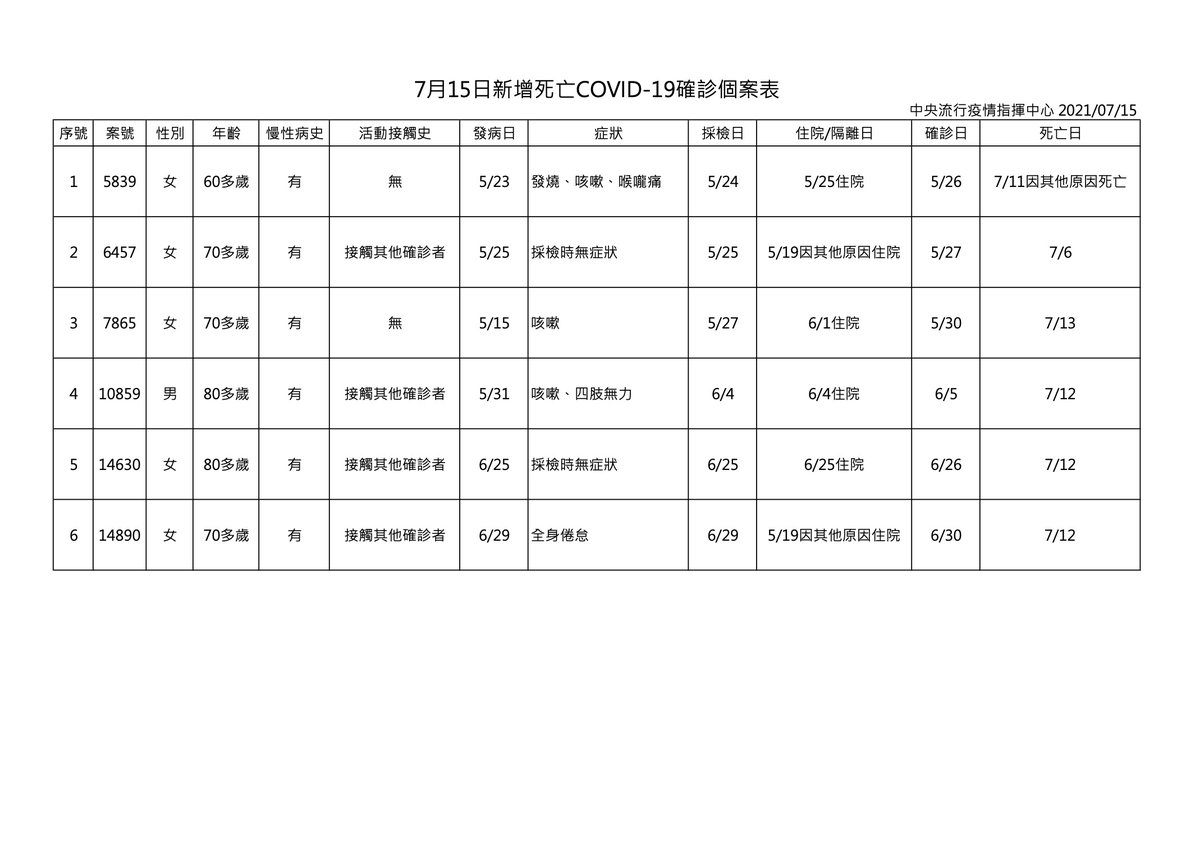 7月15日新增死亡COVID-19確診個案表
中央流行疫情指揮中心 2021/07/15
序號 案號 性別 年齡 慢性病史 活動接觸史 發病日 症狀 採檢日 住院/隔離日 確診日 死亡日
1 5839 女 60多歲 有 無 5/23 發燒、咳嗽、喉嚨痛 5/24 5/25住院 5/26 7/11因其他原因死亡
2 6457 女 70多歲 有 接觸其他確診者 5/25 採檢時無症狀 5/25 5/19因其他原因住院 5/27 7/6
3 7865 女 70多歲 有 無 5/15 咳嗽 5/27 6/1住院 5/30 7/13
4 10859 男 80多歲 有 接觸其他確診者 5/31 咳嗽、四肢無力 6/4 6/4住院 6/5 7/12
5 14630 女 80多歲 有 接觸其他確診者 6/25 採檢時無症狀 6/25 6/25住院 6/26 7/12
6 14890 女 70多歲 有 接觸其他確診者 6/29 全身倦怠 6/29 5/19因其他原因住院 6/30 7/12